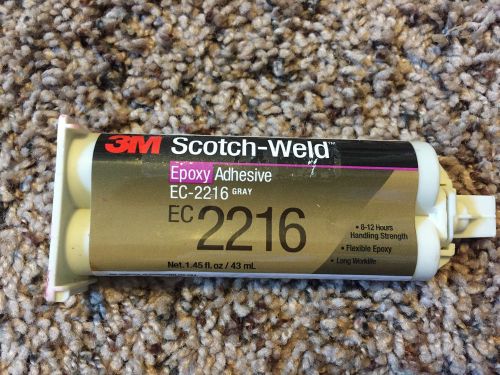 3M Scotch-Weld™
Epoxy Adhesive
EC-2216 GRAY
EC 2216
• 8-12 Hours
Handling Strength
• Flexible Epoxy
• Long Worklife
Net. 1.45 fl. oz / 43 mL